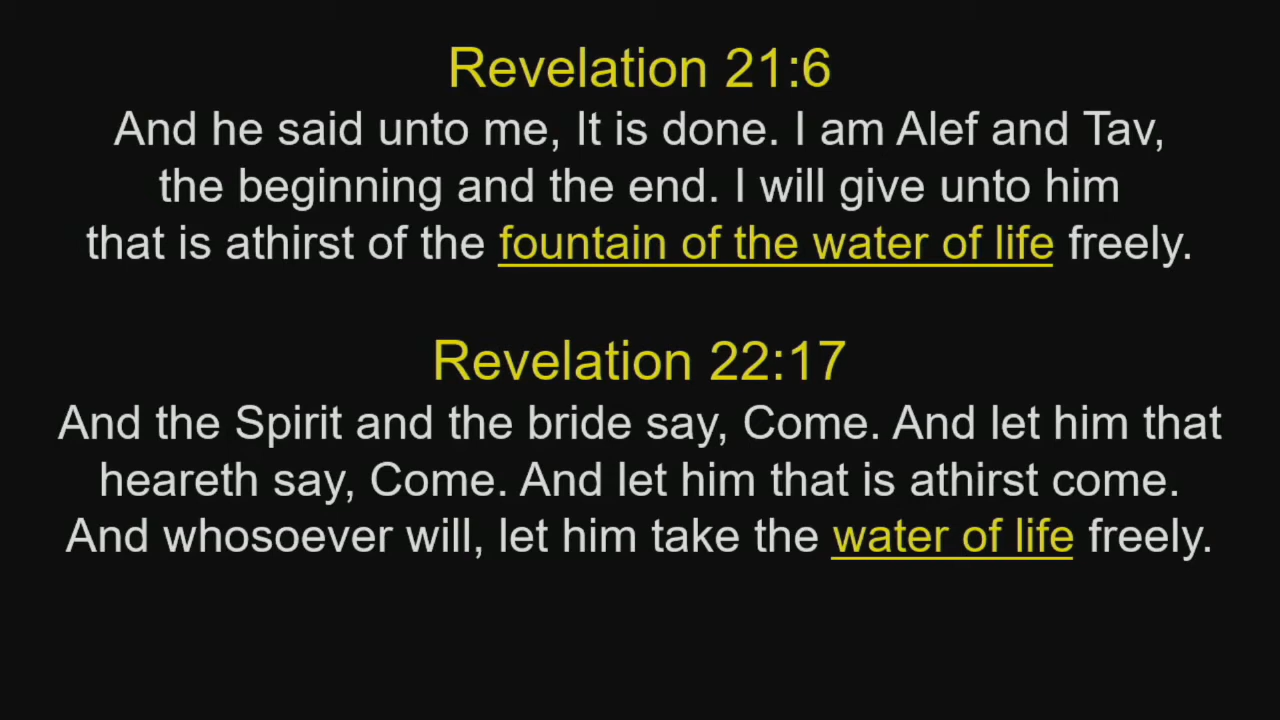 Revelation 21:6
And he said unto me, It is done. I am Alef and Tav,
the beginning and the end. I will give unto him
that is athirst of the fountain of the water of life freely.
Revelation 22:17
And the Spirit and the bride say, Come. And let him that
heareth say, Come. And let him that is athirst come.
And whosoever will, let him take the water of life freely.